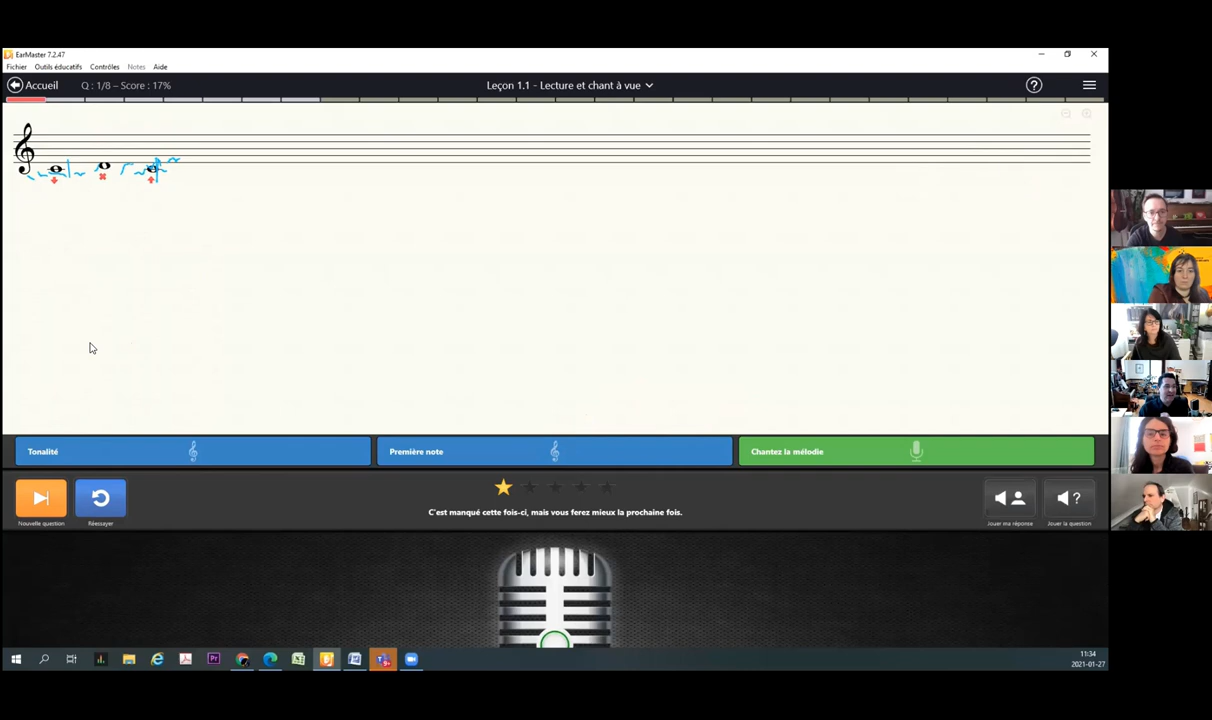 EarMaster 7.2.47
Fichier Outils éducatifs Contrôles Notes Aide
Accueil Q : 1/8 – Score : 17% Leçon 1.1 - Lecture et chant à vue ?
Tonalité Première note Chantez la mélodie
C'est manqué cette fois-ci, mais vous ferez mieux la prochaine fois.
?
Nouvelle question Réessayer Jouer ma réponse Jouer la question
Pr 9+
11:34
2021-01-27